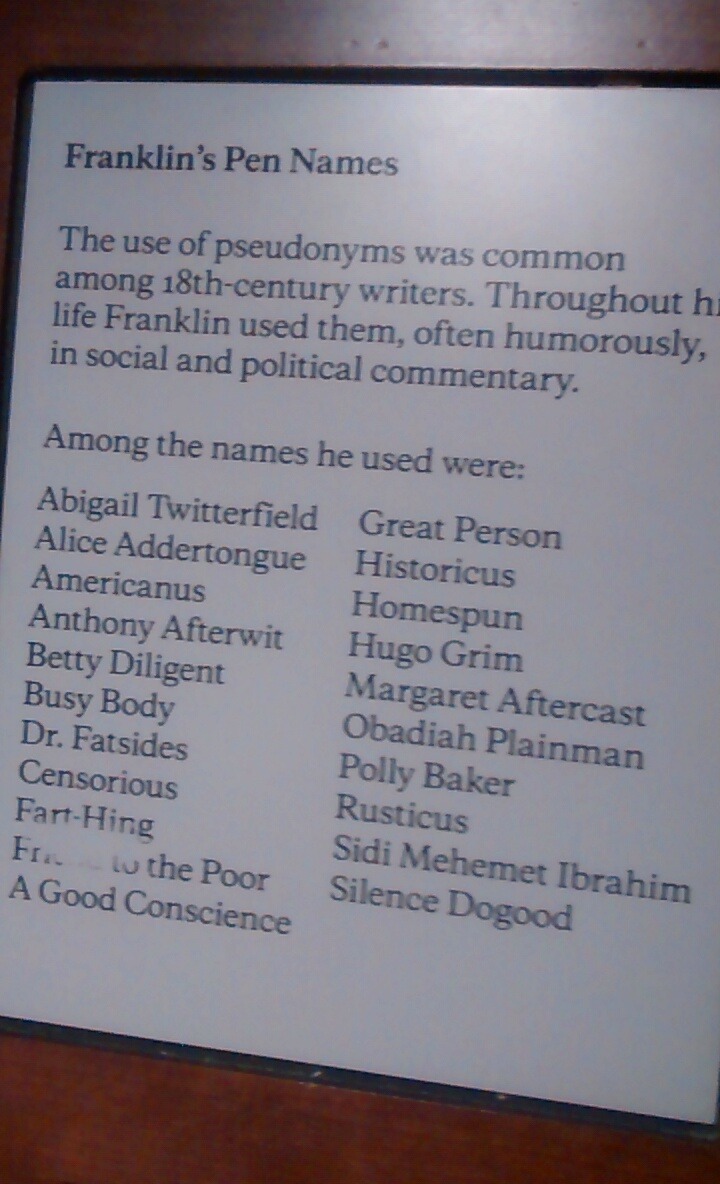 Franklin's Pen Names
The use of pseudonyms was common
among 18th-century writers. Throughout
life Franklin used them, often humorously,
in social and political commentary.
Among the names he used were:
Abigail Twitterfield
Alice Addertongue
Americanus
Anthony Afterwit
Betty Diligent
Busy Body
Dr. Fatsides
Censorious
Fart-Hing
to the Poor
A Good Conscience
Great Person
Historicus
Homespun
Hugo Grim
Margaret Aftercast
Obadiah Plainman
Polly Baker
Rusticus
Sidi Mehemet Ibrahim
Silence Dogood